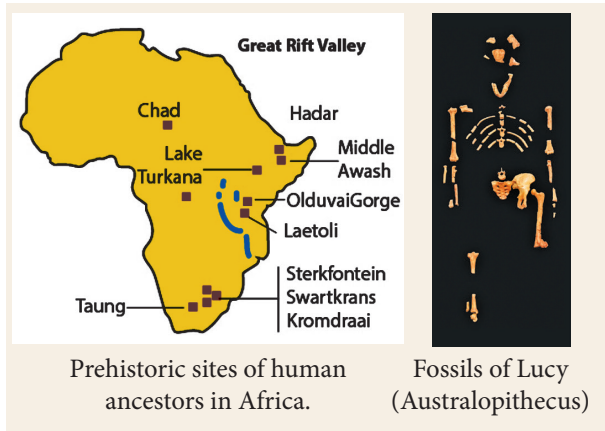 Great Rift Valley
Chad
Hadar
Lake
Turkana
Middle
Awash
OlduvaiGorge
Laetoli
Sterkfontein
Swartkrans
Kromdraai
Taung
Prehistoric sites of human
ancestors in Africa.
Fossils of Lucy
(Australopithecus)